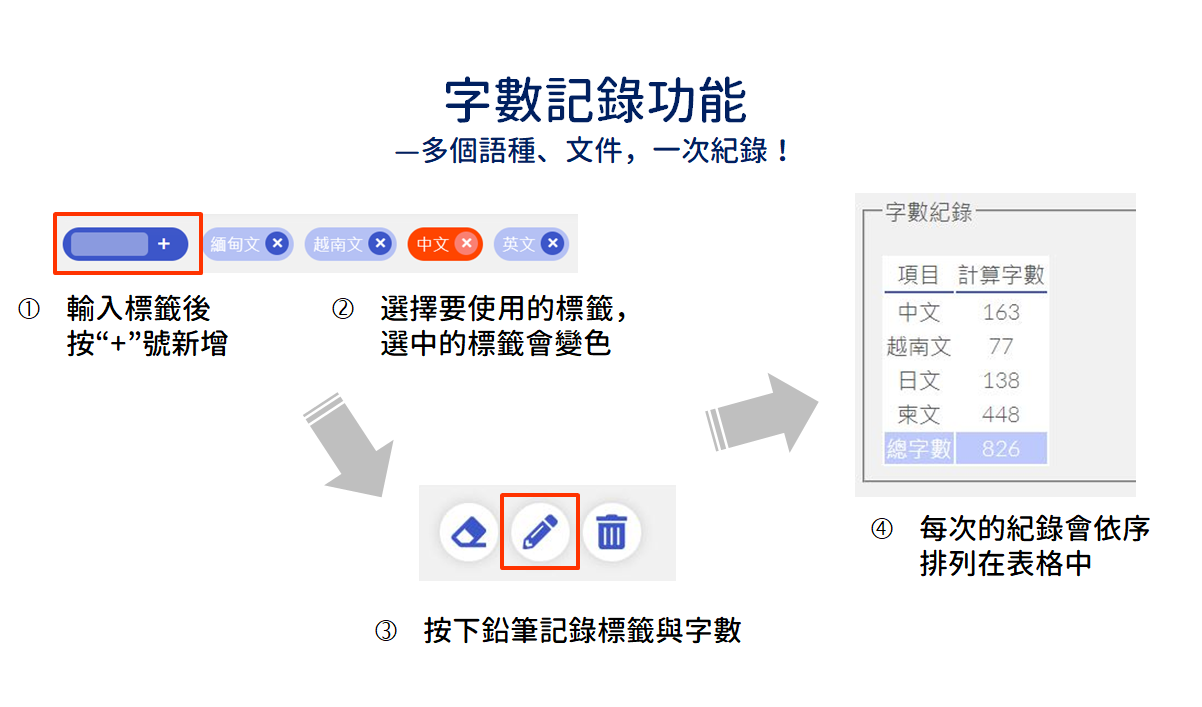 字數記錄功能
—多個語種、文件，一次紀錄！
+ 緬甸文 越南文 中文 英文
① 輸入標籤後
按“+”號新增
② 選擇要使用的標籤，
選中的標籤會變色
③ 按下鉛筆記錄標籤與字數
字數紀錄
項目 計算字數
中文 163
越南文 77
日文 138
柬文 448
總字數 826
④ 每次的紀錄會依序
排列在表格中